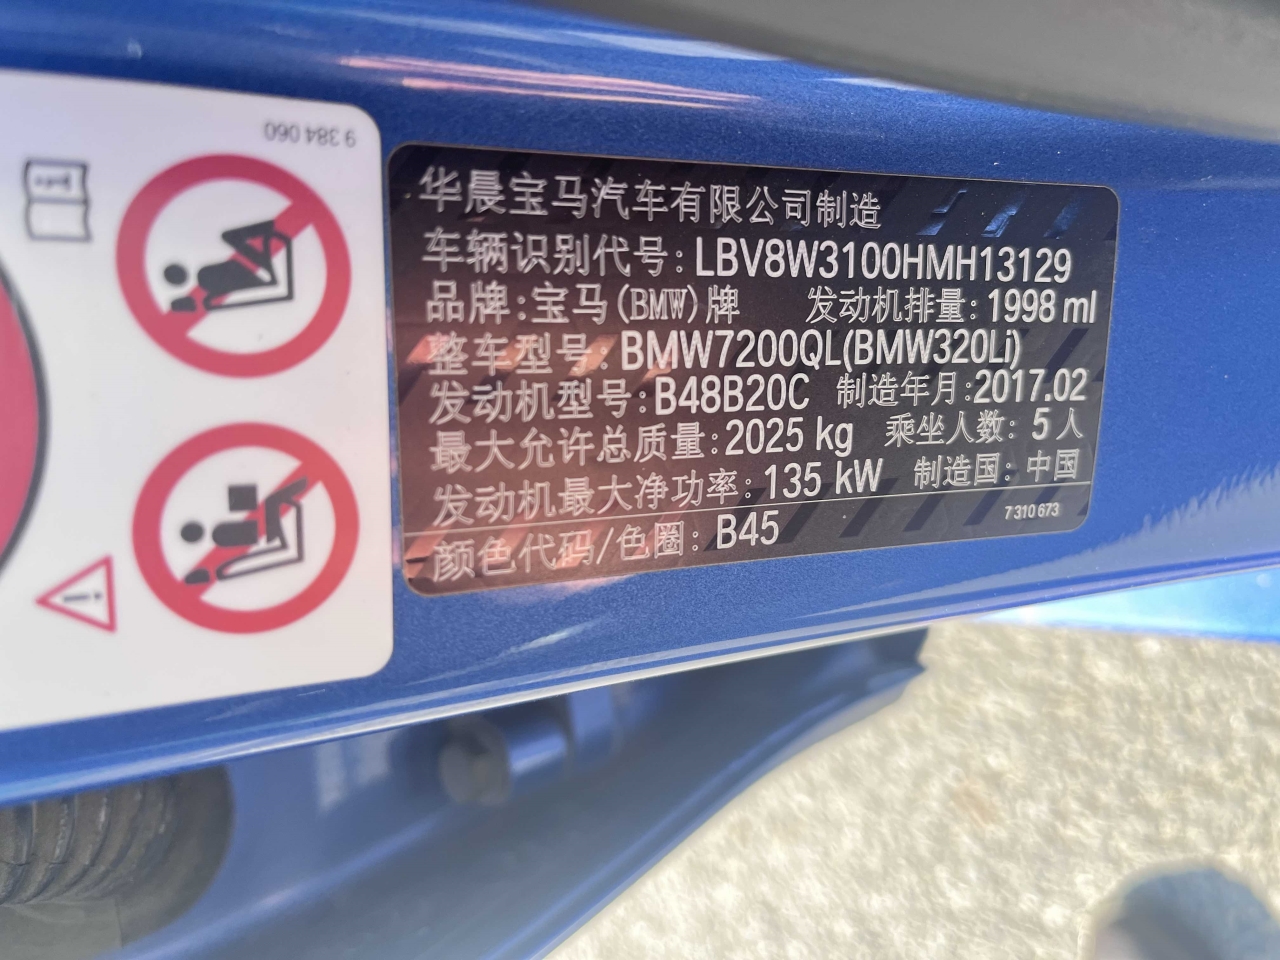 9 384 060
华晨宝马汽车有限公司制造
车辆识别代号:LBV8W3100HMH13129
品牌:宝马(BMW)牌 发动机排量:1998 ml
整车型号:BMW7200QL(BMW320Li)
发动机型号:B48B20C 制造年月:2017.02
最大允许总质量:2025 kg 乘坐人数:5人
发动机最大净功率:135 kW 制造国:中国
7 310 673
颜色代码/色圈:B45